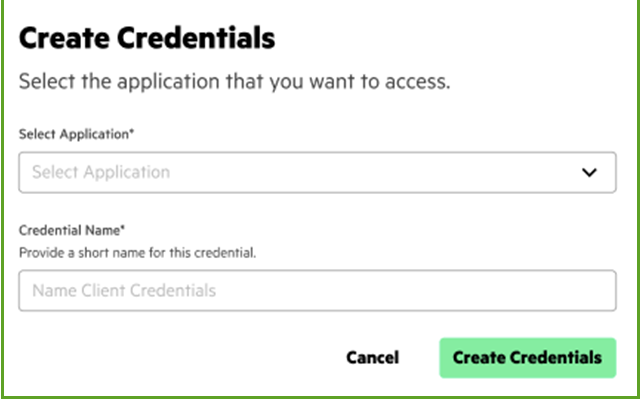 Create Credentials
Select the application that you want to access.
Select Application*
Select Application
Credential Name*
Provide a short name for this credential.
Name Client Credentials
Cancel Create Credentials